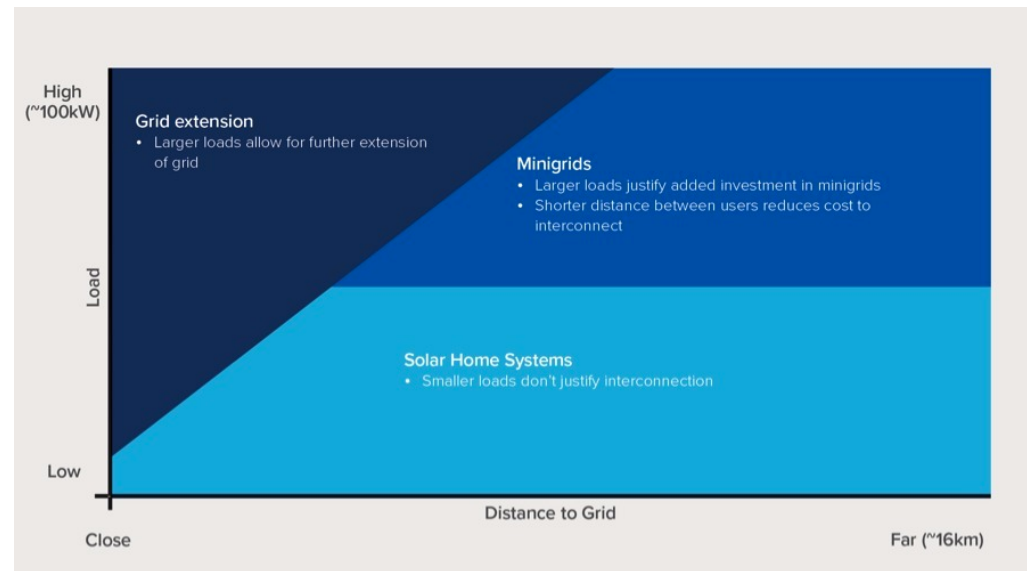 High
(~100kW)
Grid extension
• Larger loads allow for further extension
of grid
Minigrids
• Larger loads justify added investment in minigrids
• Shorter distance between users reduces cost to
interconnect
Load
Solar Home Systems
• Smaller loads don't justify interconnection
Low
Distance to Grid
Close
Far (~16km)